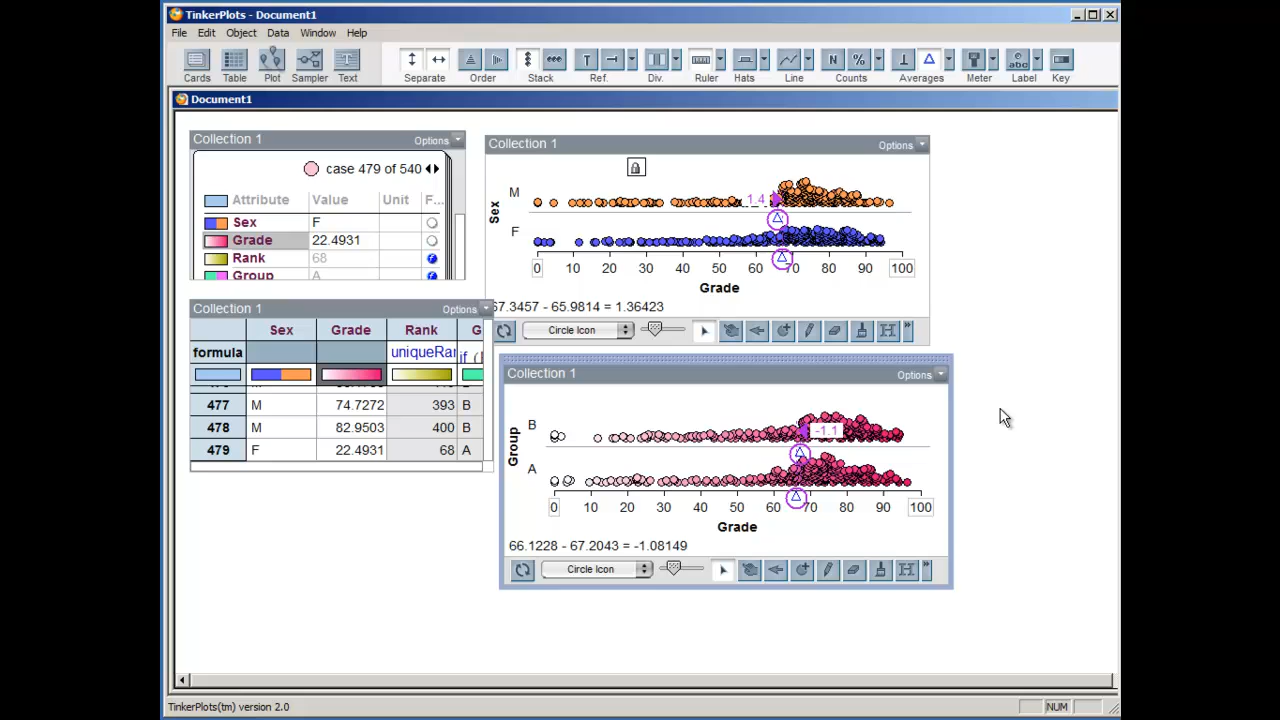 TinkerPlots - Document1
File Edit Object Data Window Help
Cards Table Plot Sampler Text Separate Order Stack Ref. Div. Ruler Hats Line Counts Averages Meter Label Key
Document1
Collection 1 Options
case 479 of 540
Attribute Value Unit F...
Sex F
Grade 22.4931
Rank 68
Group A
Collection 1 Options
Sex Grade Rank G
formula uniqueRan if (
477 M 74.7272 393 B
478 M 82.9503 400 B
479 F 22.4931 68 A
Collection 1 Options
M
1.4
Sex
F
0 10 20 30 40 50 60 70 80 90 100
Grade
67.3457 - 65.9814 = 1.36423
Circle Icon
Collection 1 Options
B
-1.1
Group
A
0 10 20 30 40 50 60 70 80 90 100
Grade
66.1228 - 67.2043 = -1.08149
Circle Icon
TinkerPlots(tm) version 2.0 NUM